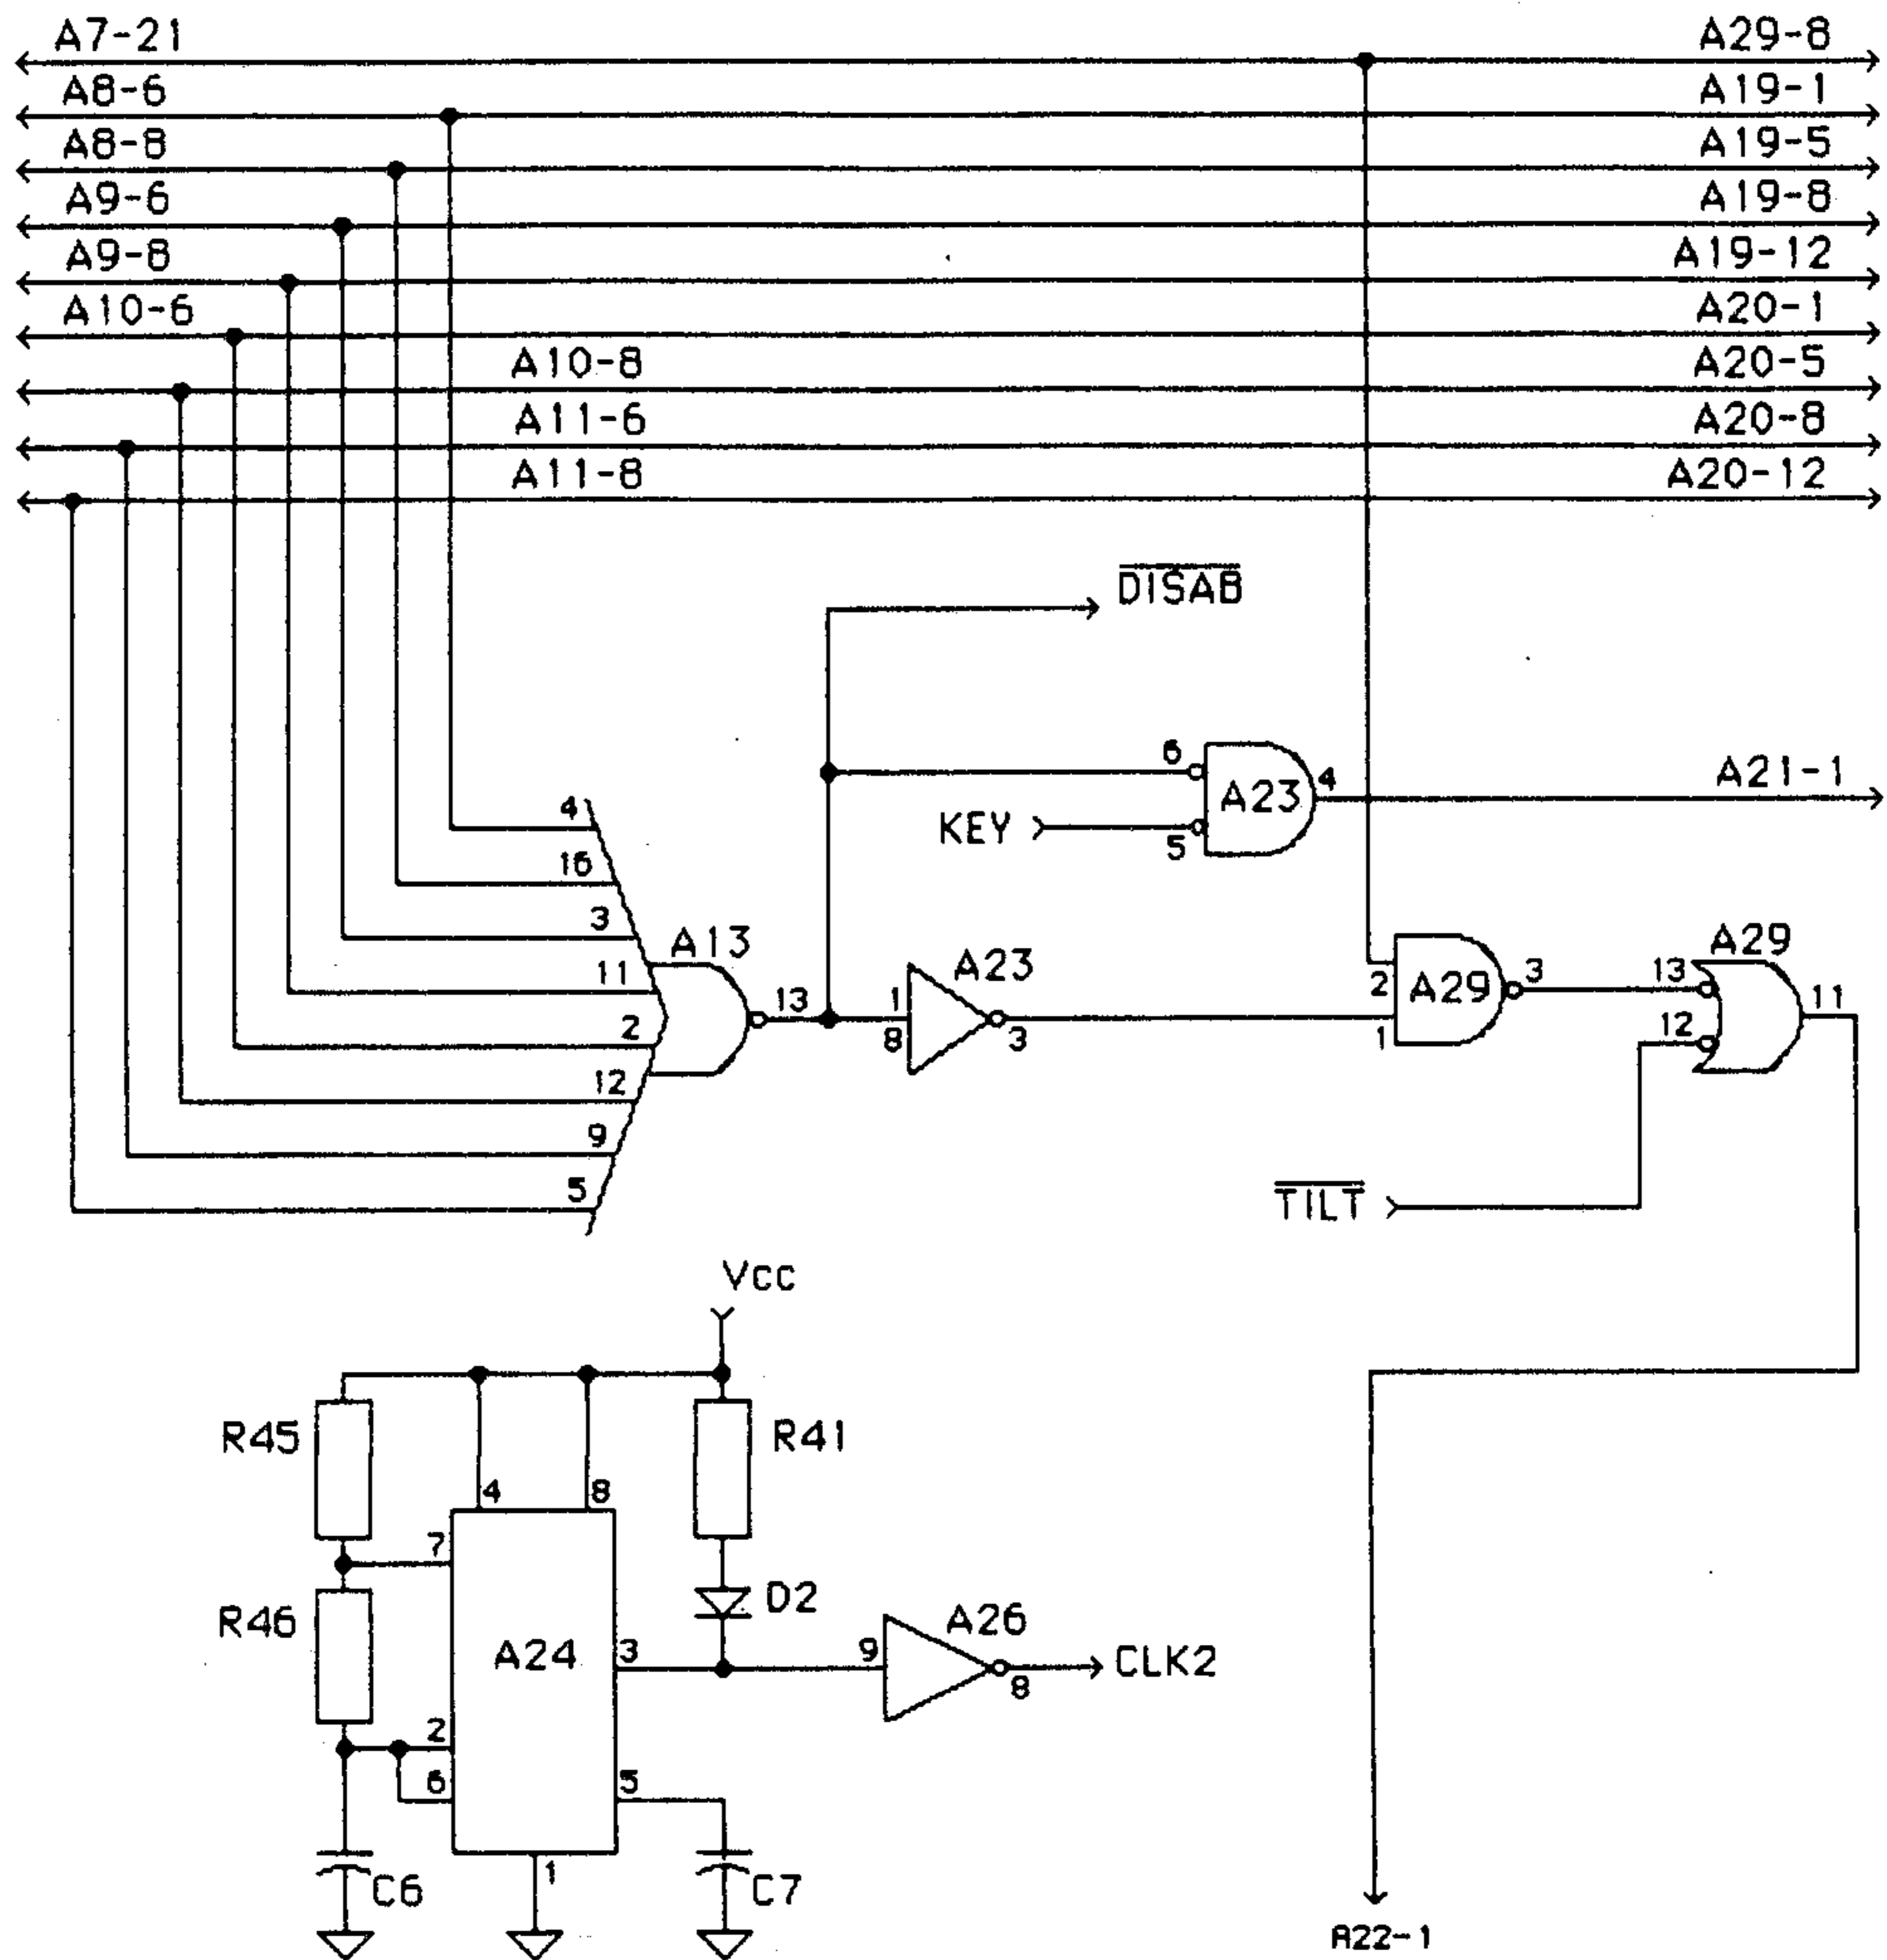 A7-21 A29-8
A8-6 A19-1
A8-8 A19-5
A9-6 A19-8
A9-8 A19-12
A10-6 A20-1
A10-8 A20-5
A11-6 A20-8
A11-8 A20-12
DISAB
6 A23 4 A21-1
KEY 5
4
16
3
11
2
12
9
5
A13
13
A23
1
8 3
2 A29 3
1
A29
13 11
12
TILT
Vcc
R45 R41
4 8
7
R46 D2
A24 3
9 A26
8 CLK2
2
6 5
1
C6 C7
A22-1